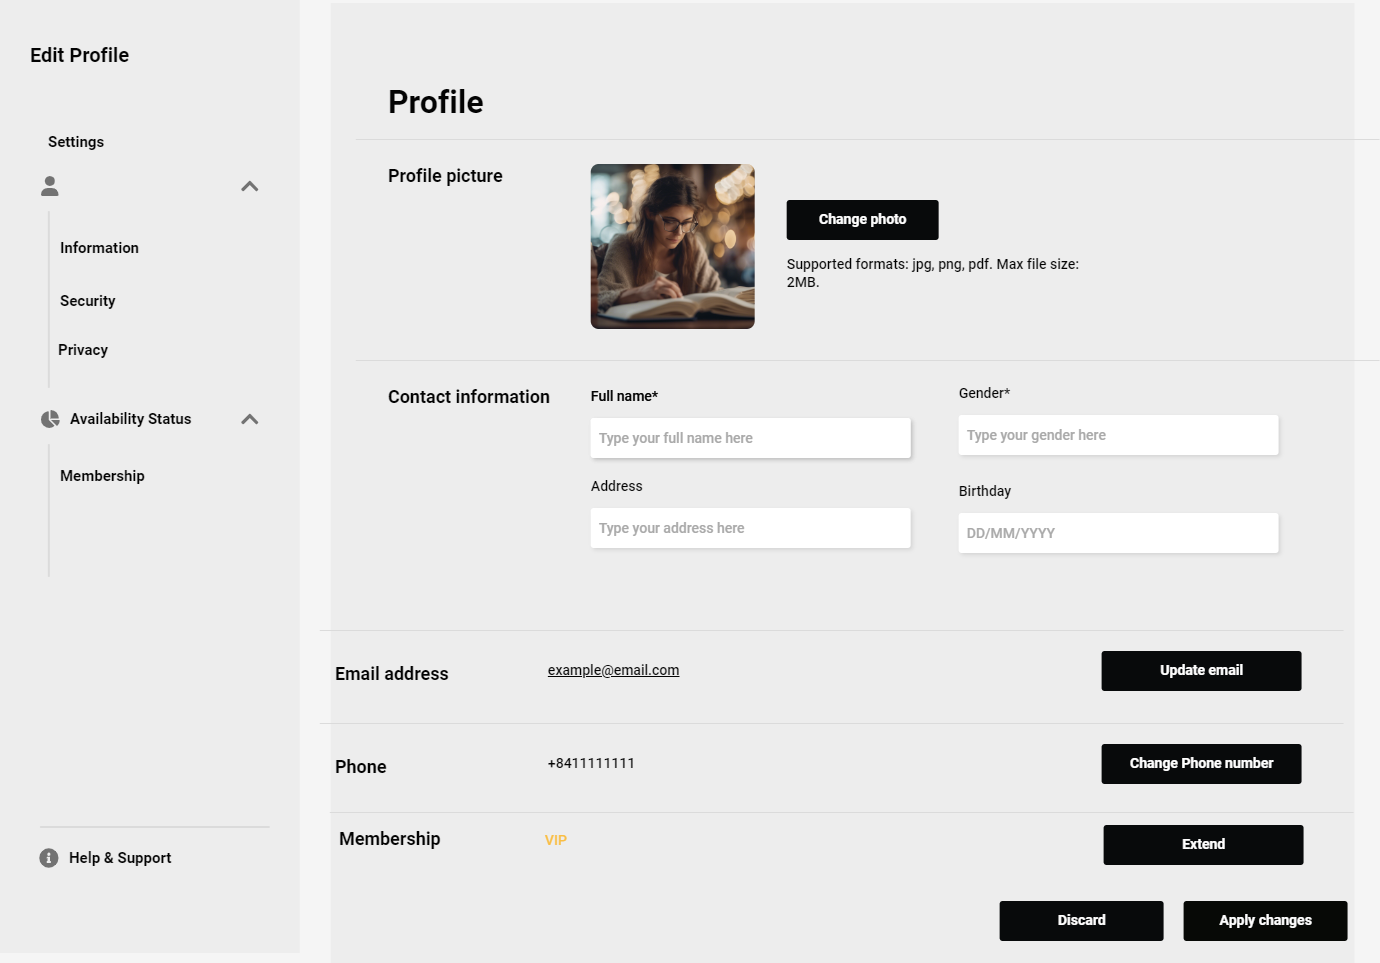 Edit Profile
Settings
Information
Security
Privacy
Availability Status
Membership
Help & Support
Profile
Profile picture
Change photo
Supported formats: jpg, png, pdf. Max file size:
2MB.
Contact information
Full name*
Type your full name here
Gender*
Type your gender here
Address
Type your address here
Birthday
DD/MM/YYYY
Email address
example@email.com
Update email
Phone
+8411111111
Change Phone number
Membership
VIP
Extend
Discard
Apply changes